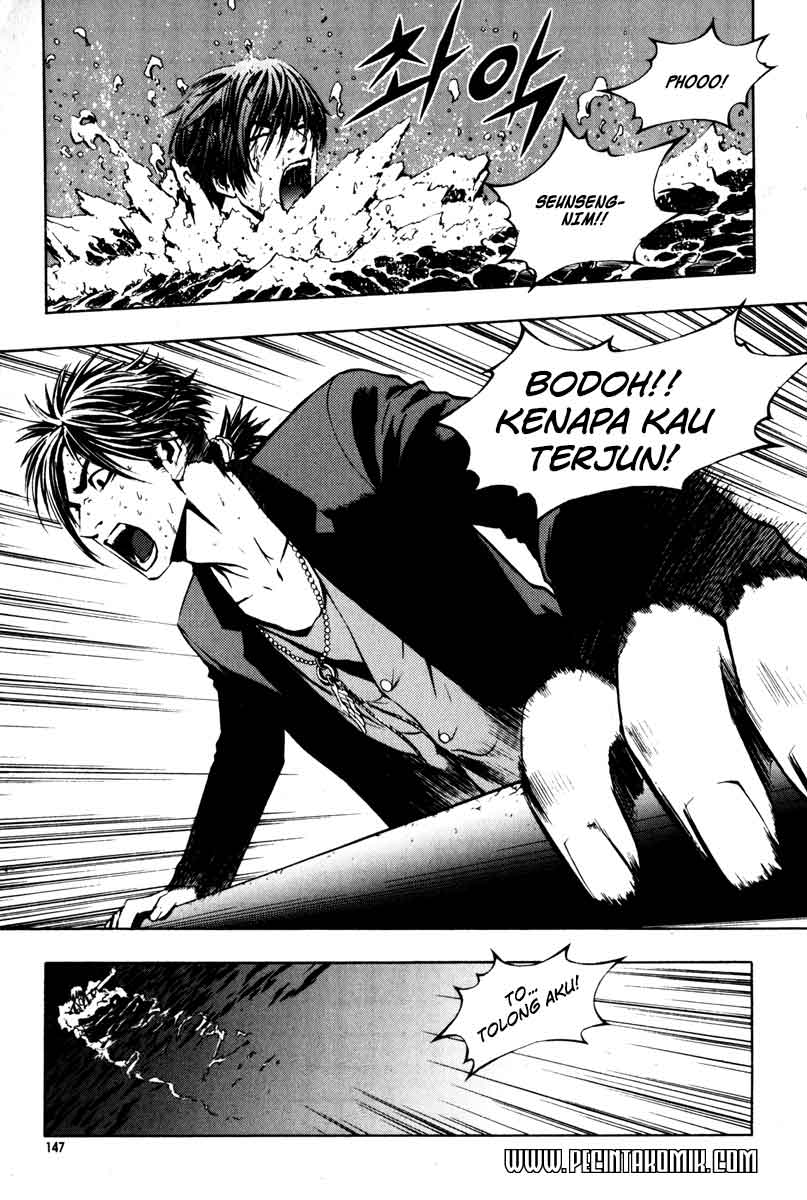 좌악
PHOOO!
SEUNSENG-
NIM!!
BODOH!!
KENAPA KAU
TERJUN!
TO...
TOLONG AKU!
147
WWW.PECINTAKOMIK.COM